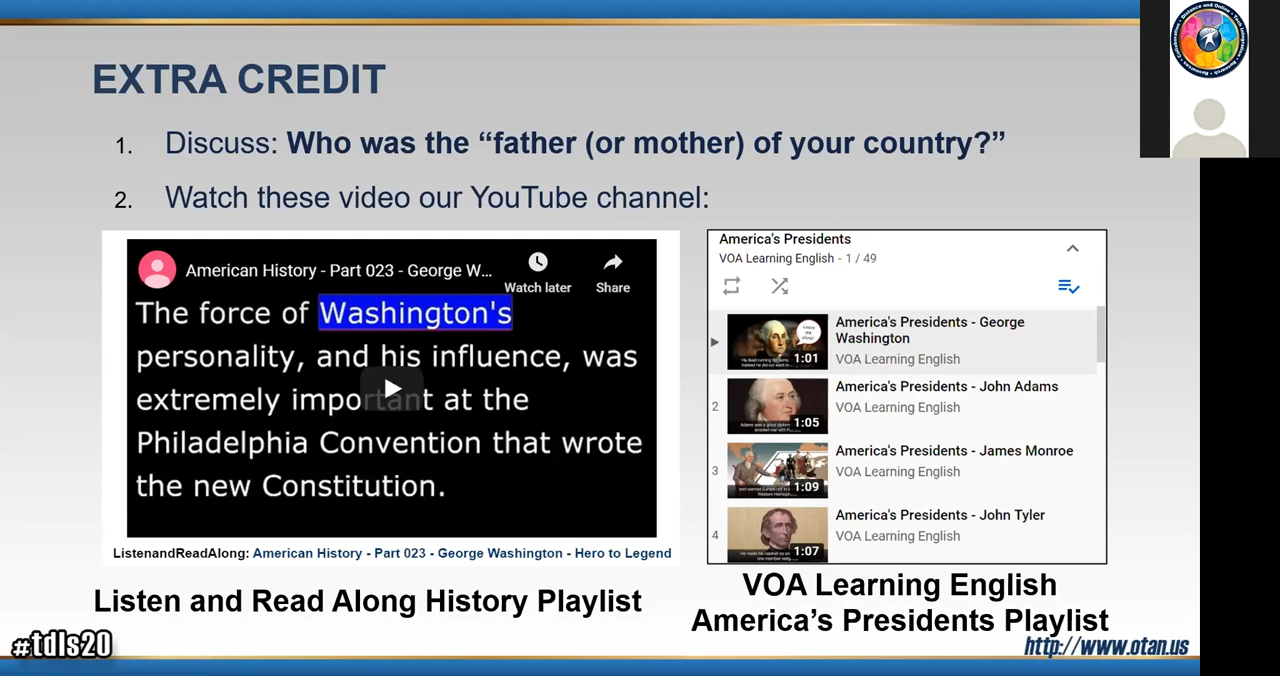 EXTRA CREDIT
1. Discuss: Who was the “father (or mother) of your country?”
2. Watch these video our YouTube channel:
American History - Part 023 - George W...
Watch later
Share
The force of Washington's
personality, and his influence, was
extremely important at the
Philadelphia Convention that wrote
the new Constitution.
ListenandReadAlong: American History - Part 023 - George Washington - Hero to Legend
Listen and Read Along History Playlist
America's Presidents
VOA Learning English - 1 / 49
America's Presidents - George
Washington
VOA Learning English
1:01
2
America's Presidents - John Adams
VOA Learning English
1:05
3
America's Presidents - James Monroe
VOA Learning English
1:09
4
America's Presidents - John Tyler
VOA Learning English
1:07
VOA Learning English
America’s Presidents Playlist
#tdls20
http://www.otan.us